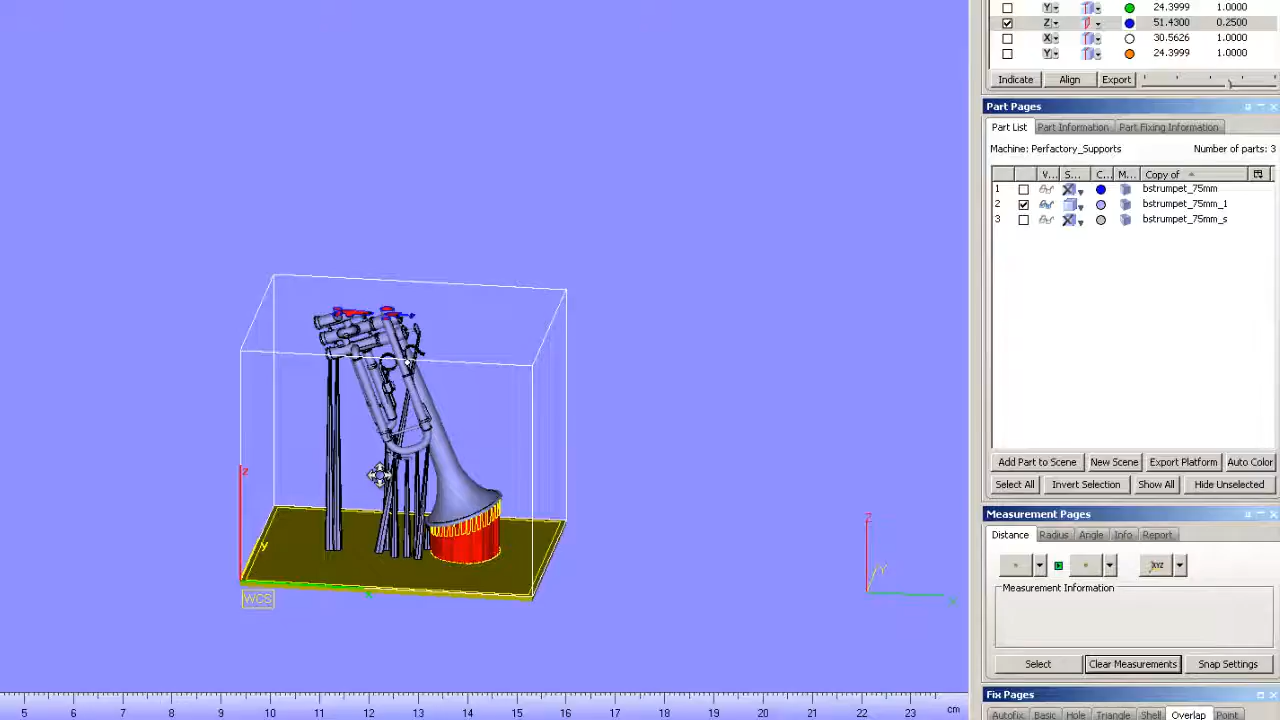 Y 24.3999 1.0000
Z 51.4300 0.2500
X 30.5626 1.0000
Y 24.3999 1.0000
Indicate Align Export
Part Pages
Part List Part Information Part Fixing Information
Machine: Perfactory_Supports Number of parts: 3
V... S... C... M... Copy of
1 bstrumpet_75mm
2 bstrumpet_75mm_1
3 bstrumpet_75mm_s
Add Part to Scene New Scene Export Platform Auto Color
Select All Invert Selection Show All Hide Unselected
Measurement Pages
Distance Radius Angle Info Report
XYZ
Measurement Information
Select Clear Measurements Snap Settings
Fix Pages
Autofix Basic Hole Triangle Shell Overlap Point
z
y
x
WCS
Z
Y
X
5 6 7 8 9 10 11 12 13 14 15 16 17 18 19 20 21 22 23 cm